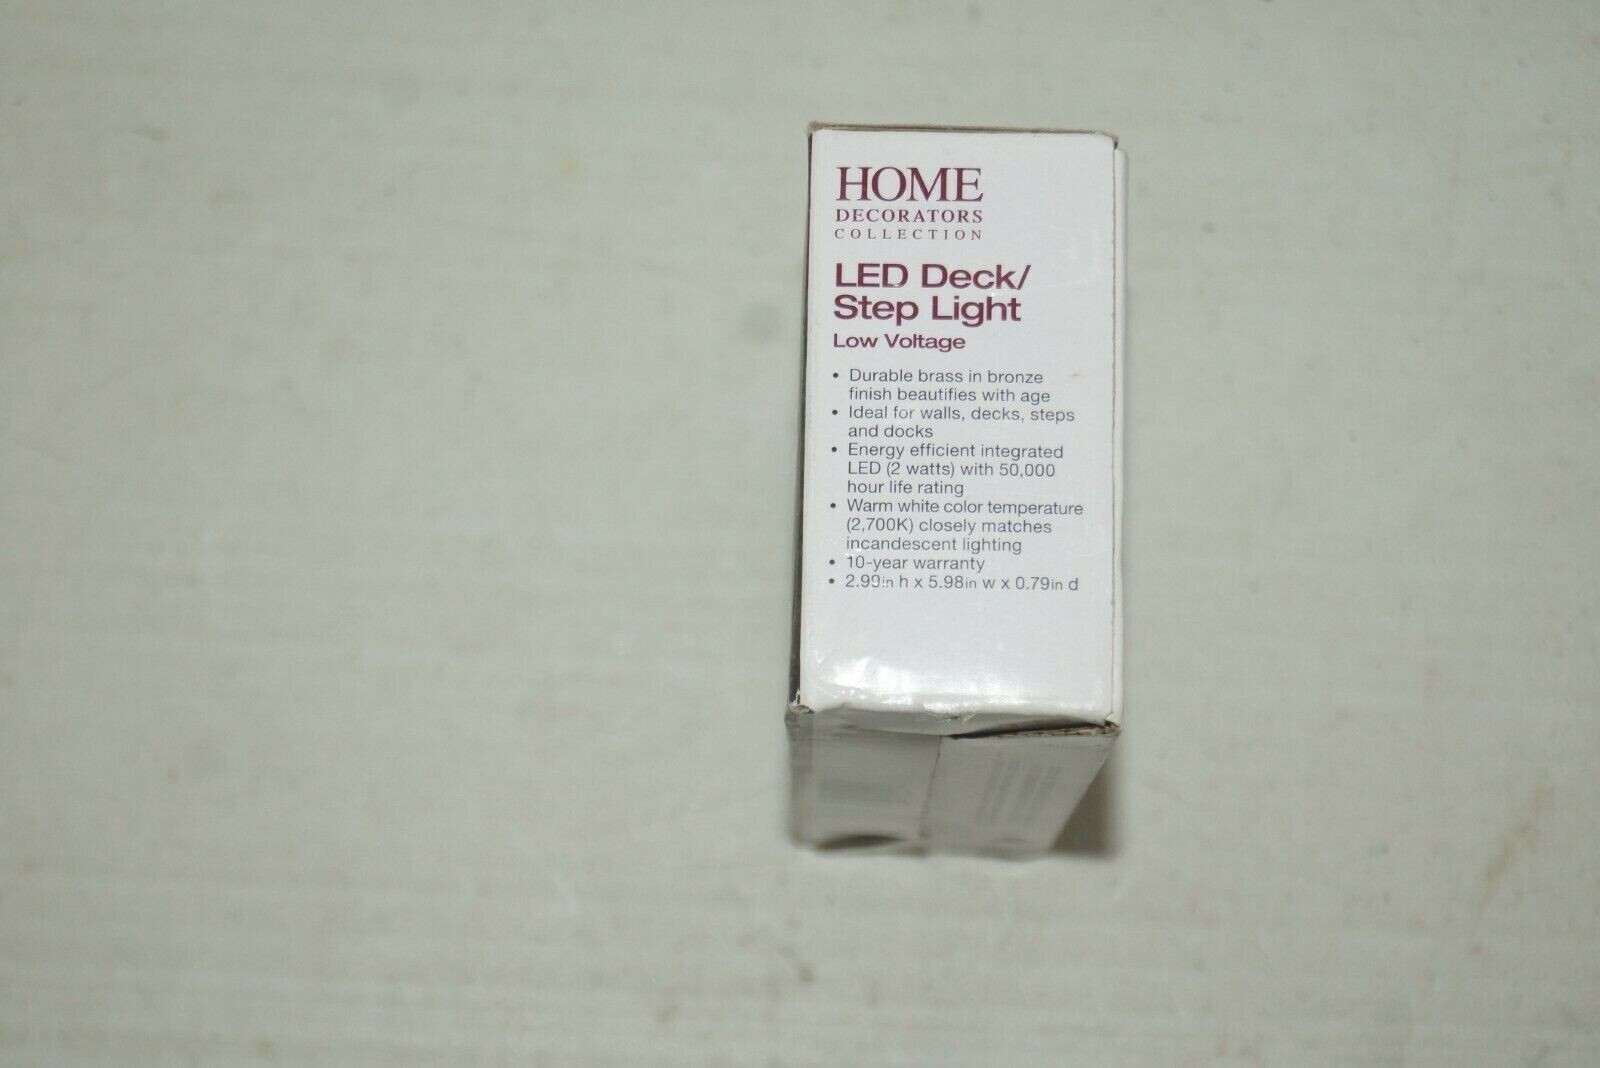 HOME
DECORATORS
COLLECTION
LED Deck/
Step Light
Low Voltage
• Durable brass in bronze
finish beautifies with age
• Ideal for walls, decks, steps
and docks
• Energy efficient integrated
LED (2 watts) with 50,000
hour life rating
• Warm white color temperature
(2,700K) closely matches
incandescent lighting
• 10-year warranty
• 2.99in h x 5.98in w x 0.79in d